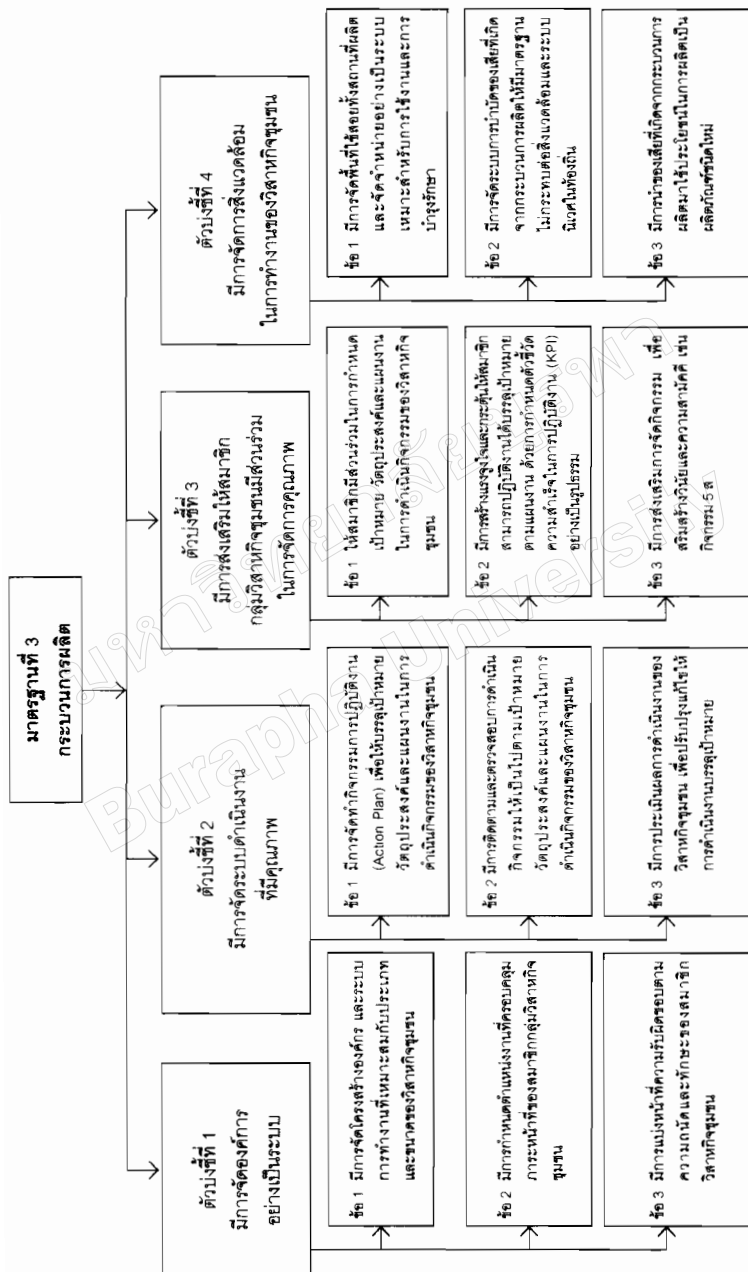 มาตรฐานที่ 3
กระบวนการผลิต
ตัวบ่งชี้ที่ 1
มีการจัดองค์การ
อย่างเป็นระบบ
ข้อ 1 มีการจัดโครงสร้างองค์กร และระบบ
การทำงานที่เหมาะสมกับประเภท
และขนาดของวิสาหกิจชุมชน
ข้อ 2 มีการกำหนดตำแหน่งงานที่ครอบคลุม
ภาระหน้าที่ของสมาชิกกลุ่มวิสาหกิจ
ชุมชน
ข้อ 3 มีการแบ่งหน้าที่ความรับผิดชอบตาม
ความถนัดและทักษะของสมาชิก
วิสาหกิจชุมชน
ตัวบ่งชี้ที่ 2
มีการจัดระบบดำเนินงาน
ที่มีคุณภาพ
ข้อ 1 มีการจัดทำกิจกรรมการปฏิบัติงาน
(Action Plan) เพื่อให้บรรลุเป้าหมาย
วัตถุประสงค์และแผนงานในการ
ดำเนินกิจกรรมของวิสาหกิจชุมชน
ข้อ 2 มีการติดตามและตรวจสอบการดำเนิน
กิจกรรมให้เป็นไปตามเป้าหมาย
วัตถุประสงค์และแผนงานในการ
ดำเนินกิจกรรมของวิสาหกิจชุมชน
ข้อ 3 มีการประเมินผลการดำเนินงานของ
วิสาหกิจชุมชน เพื่อปรับปรุงแก้ไขให้
การดำเนินงานบรรลุเป้าหมาย
ตัวบ่งชี้ที่ 3
มีการส่งเสริมให้สมาชิก
กลุ่มวิสาหกิจชุมชนมีส่วนร่วม
ในการจัดการคุณภาพ
ข้อ 1 ให้สมาชิกมีส่วนร่วมในการกำหนด
เป้าหมาย วัตถุประสงค์และแผนงาน
ในการดำเนินกิจกรรมของวิสาหกิจ
ชุมชน
ข้อ 2 มีการสร้างแรงจูงใจและกระตุ้นให้สมาชิก
สามารถปฏิบัติงานได้บรรลุเป้าหมาย
ตามแผนงาน ด้วยการกำหนดตัวชี้วัด
ความสำเร็จในการปฏิบัติงาน (KPI)
อย่างเป็นรูปธรรม
ข้อ 3 มีการส่งเสริมการจัดกิจกรรม เพื่อ
เสริมสร้างวินัยและความสามัคคี เช่น
กิจกรรม 5 ส
ตัวบ่งชี้ที่ 4
มีการจัดการสิ่งแวดล้อม
ในการทำงานของวิสาหกิจชุมชน
ข้อ 1 มีการจัดพื้นที่ใช้สอยทั้งสถานที่ผลิต
และจัดจำหน่ายอย่างเป็นระบบ
เหมาะสำหรับการใช้งานและการ
บำรุงรักษา
ข้อ 2 มีการจัดระบบการบำบัดของเสียที่เกิด
จากกระบวนการผลิตให้มีมาตรฐาน
ไม่กระทบต่อสิ่งแวดล้อมและระบบ
นิเวศในท้องถิ่น
ข้อ 3 มีการนำของเสียที่เกิดจากกระบวนการ
ผลิตมาใช้ประโยชน์ในการผลิตเป็น
ผลิตภัณฑ์ชนิดใหม่
มหาวิทยาลัยบูรพา
Burapha University